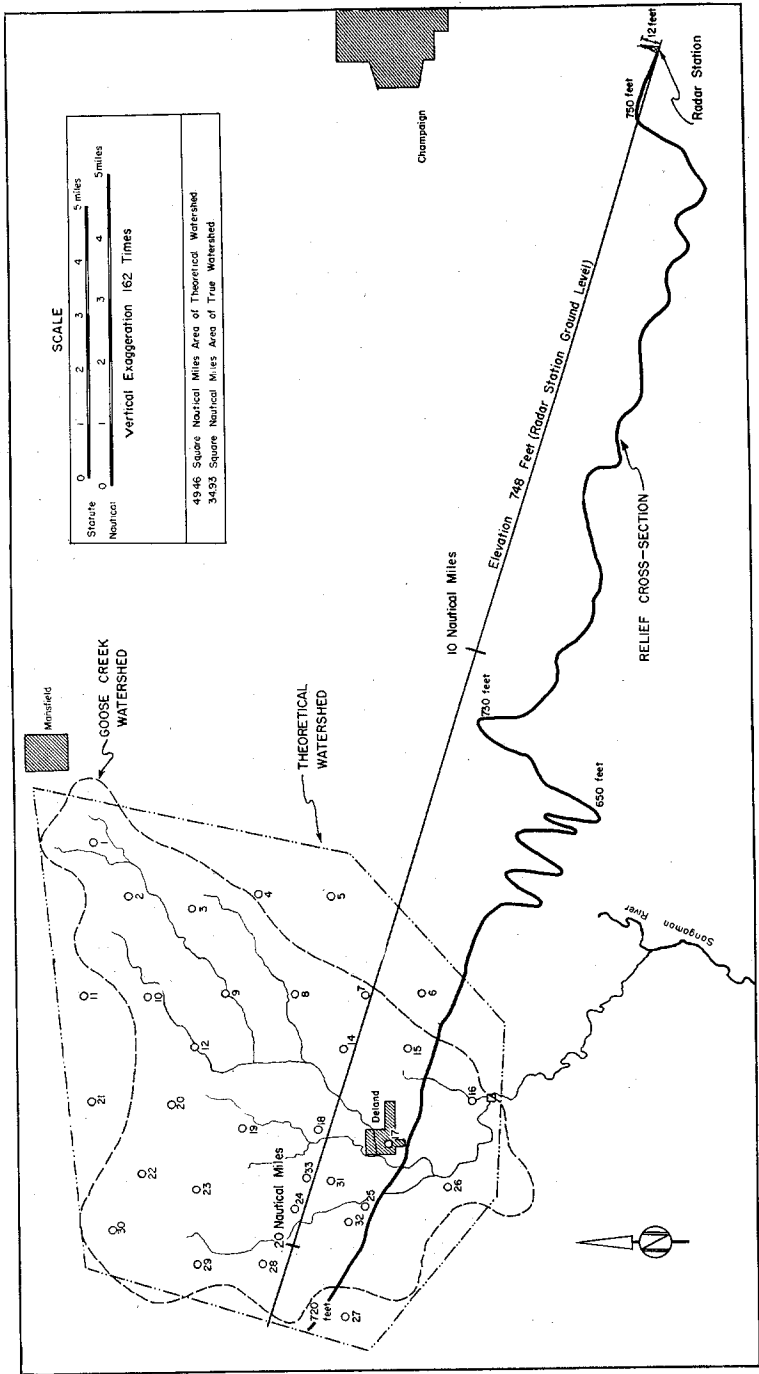 SCALE
Statute 0 1 2 3 4 5 miles
Nautical 0 1 2 3 4 5 miles
Vertical Exaggeration 162 Times
49.46 Square Nautical Miles Area of Theoretical Watershed
34.93 Square Nautical Miles Area of True Watershed
Mansfield
GOOSE CREEK
WATERSHED
THEORETICAL
WATERSHED
Champaign
30
22
21
11
10
2
1
29
23
20
12
3
28
19
9
4
24
33
18
8
5
20 Nautical Miles
31
14
7
27
32
25
Deland
17
15
6
26
16
13
720
feet
10 Nautical Miles
Elevation 748 Feet (Radar Station Ground Level)
730 feet
650 feet
750 feet
12 feet
Radar Station
RELIEF CROSS-SECTION
Sangamon
River
N